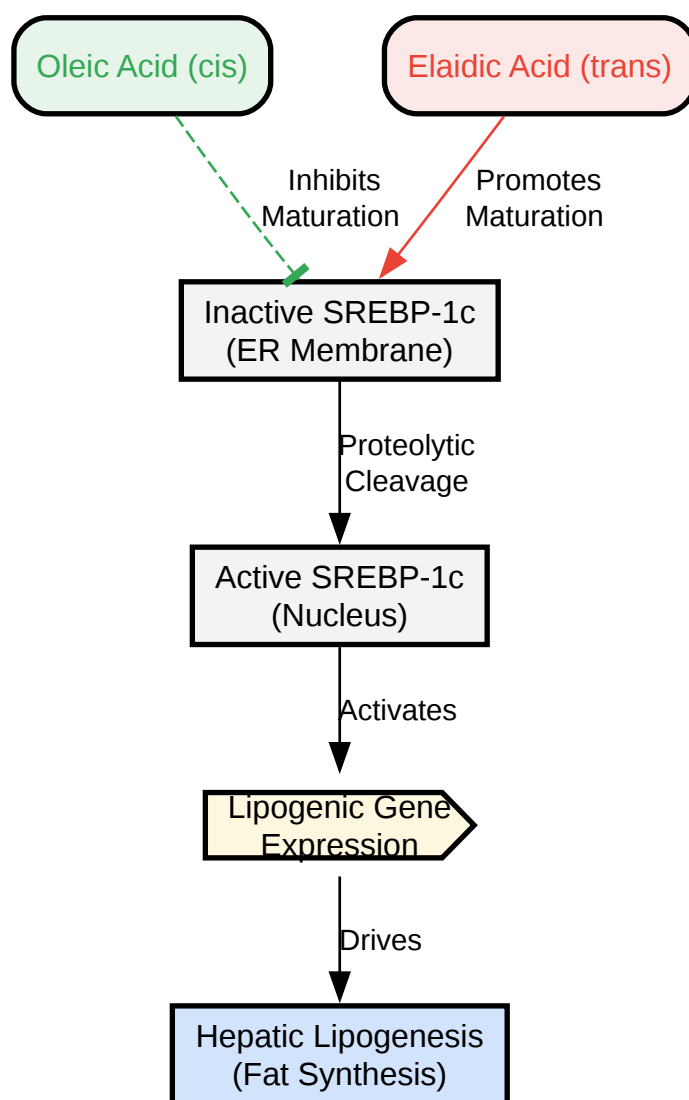 Oleic Acid (cis)
Elaidic Acid (trans)
Inhibits
Maturation
Promotes
Maturation
Inactive SREBP-1c
(ER Membrane)
Proteolytic
Cleavage
Active SREBP-1c
(Nucleus)
Activates
Lipogenic Gene
Expression
Drives
Hepatic Lipogenesis
(Fat Synthesis)